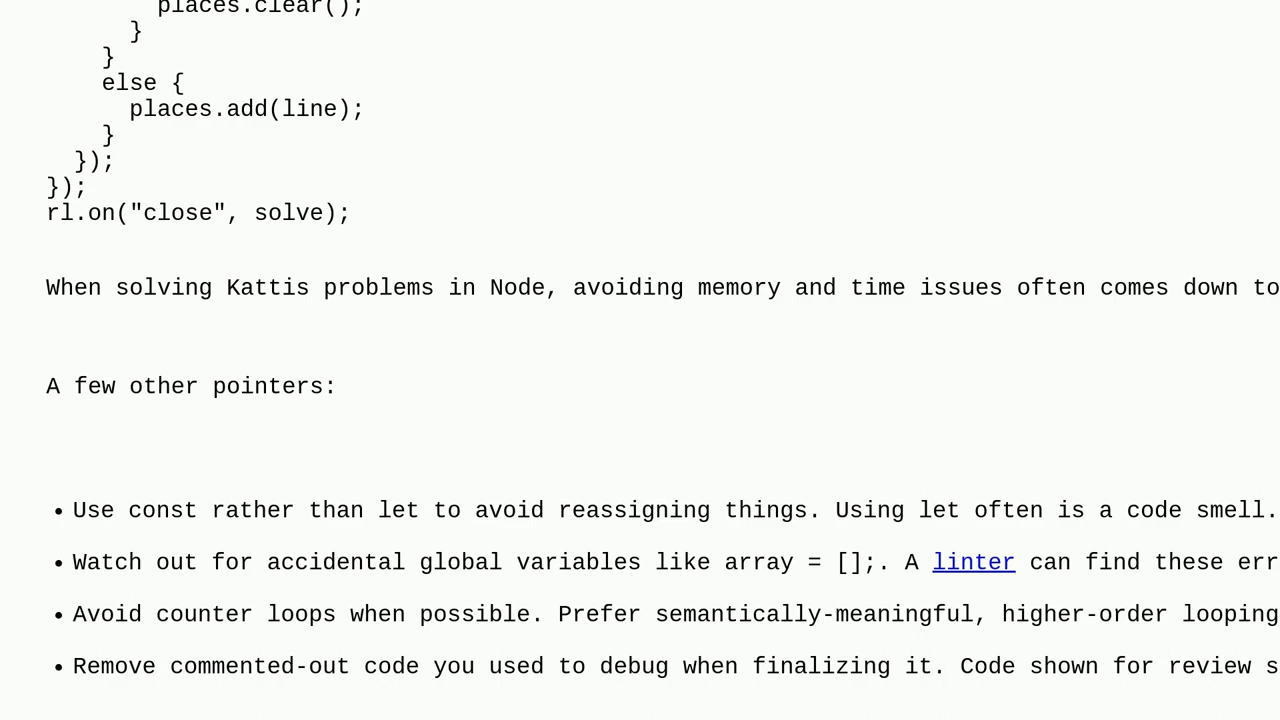 places.clear();
}
}
else {
places.add(line);
}
});
});
rl.on("close", solve);
When solving Kattis problems in Node, avoiding memory and time issues often comes down to
A few other pointers:
• Use const rather than let to avoid reassigning things. Using let often is a code smell.
• Watch out for accidental global variables like array = [];. A linter can find these err
• Avoid counter loops when possible. Prefer semantically-meaningful, higher-order looping
• Remove commented-out code you used to debug when finalizing it. Code shown for review s